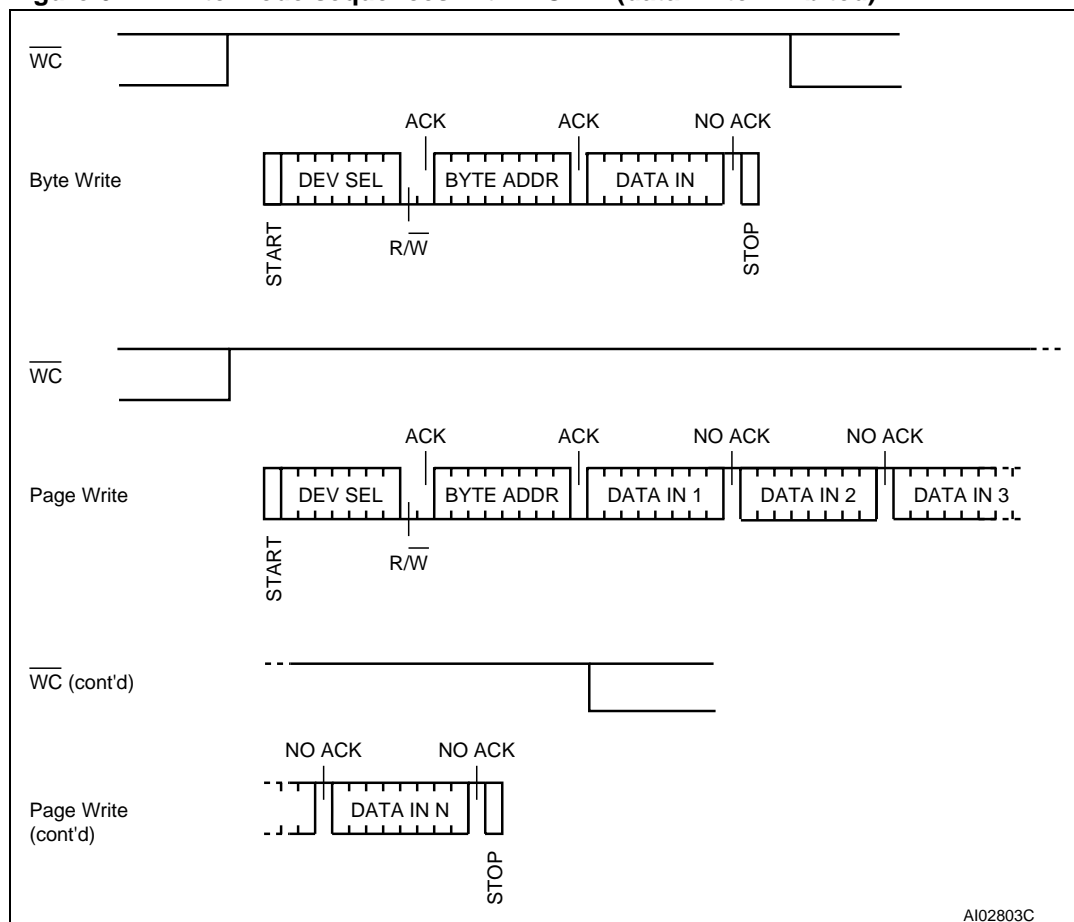 WC
ACK ACK NO ACK
Byte Write DEV SEL BYTE ADDR DATA IN
R/W
START
STOP
WC
ACK ACK NO ACK NO ACK
Page Write DEV SEL BYTE ADDR DATA IN 1 DATA IN 2 DATA IN 3
R/W
START
WC (cont'd)
NO ACK NO ACK
Page Write DATA IN N
(cont'd)
STOP
AI02803C